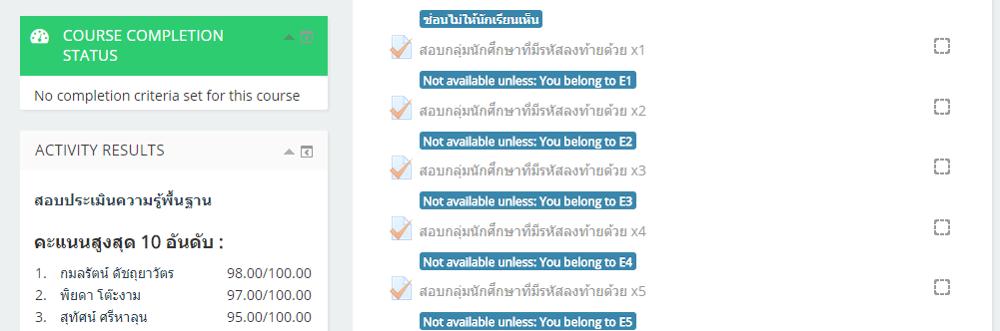 COURSE COMPLETION
STATUS
No completion criteria set for this course
ACTIVITY RESULTS
สอบประเมินความรู้พื้นฐาน
คะแนนสูงสุด 10 อันดับ :
1. กมลรัตน์ ดัชถุยาวัตร 98.00/100.00
2. พิยดา โต๊ะงาม 97.00/100.00
3. สุทัศน์ ศรีหาลุน 95.00/100.00
ซ่อนไม่ให้นักเรียนเห็น
สอบกลุ่มนักศึกษาที่มีรหัสลงท้ายด้วย x1
Not available unless: You belong to E1
สอบกลุ่มนักศึกษาที่มีรหัสลงท้ายด้วย x2
Not available unless: You belong to E2
สอบกลุ่มนักศึกษาที่มีรหัสลงท้ายด้วย x3
Not available unless: You belong to E3
สอบกลุ่มนักศึกษาที่มีรหัสลงท้ายด้วย x4
Not available unless: You belong to E4
สอบกลุ่มนักศึกษาที่มีรหัสลงท้ายด้วย x5
Not available unless: You belong to E5